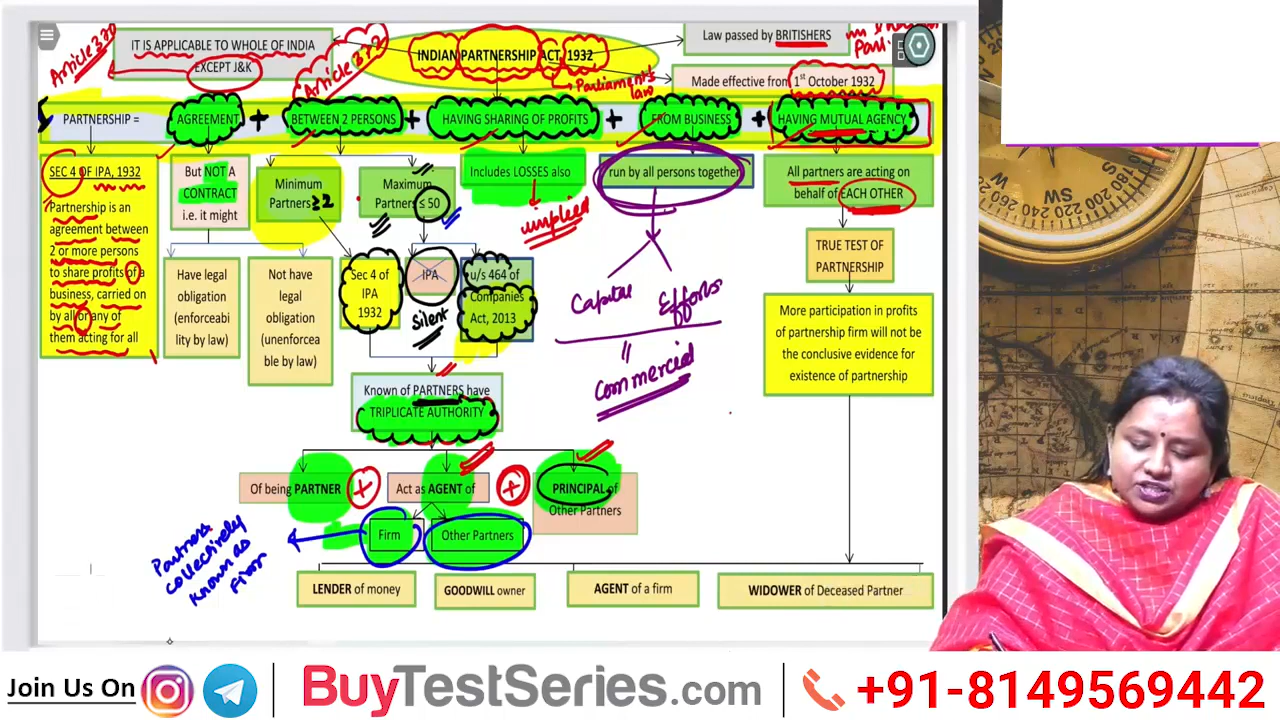 IT IS APPLICABLE TO WHOLE OF INDIA
EXCEPT J&K
Article 370
Article 372
INDIAN PARTNERSHIP ACT, 1932
Parliament's
law
Law passed by BRITISHERS
Parl.
Made effective from 1st October 1932
PARTNERSHIP =
AGREEMENT
+
BETWEEN 2 PERSONS
+
HAVING SHARING OF PROFITS
+
FROM BUSINESS
+
HAVING MUTUAL AGENCY
SEC 4 OF IPA, 1932
Partnership is an
agreement between
2 or more persons
to share profits of a
business, carried on
by all or any of
them acting for all
But NOT A
CONTRACT
i.e. it might
Have legal
obligation
(enforceabi
lity by law)
Not have
legal
obligation
(unenforcea
ble by law)
Minimum
Partners ≥2
Maximum
Partners ≤ 50
Sec 4 of
IPA
1932
IPA
Silent
u/s 464 of
Companies
Act, 2013
Includes LOSSES also
implied
run by all persons together
Capital
Efforts
Commercial
All partners are acting on
behalf of EACH OTHER
TRUE TEST OF
PARTNERSHIP
More participation in profits
of partnership firm will not be
the conclusive evidence for
existence of partnership
Known of PARTNERS have
TRIPLICATE AUTHORITY
Of being PARTNER
+
Act as AGENT of
+
PRINCIPAL of
Other Partners
Firm
Other Partners
Partners
collectively
known as
Firm
LENDER of money
GOODWILL owner
AGENT of a firm
WIDOWER of Deceased Partner
SW
Join Us On
BuyTestSeries.com
+91-8149569442